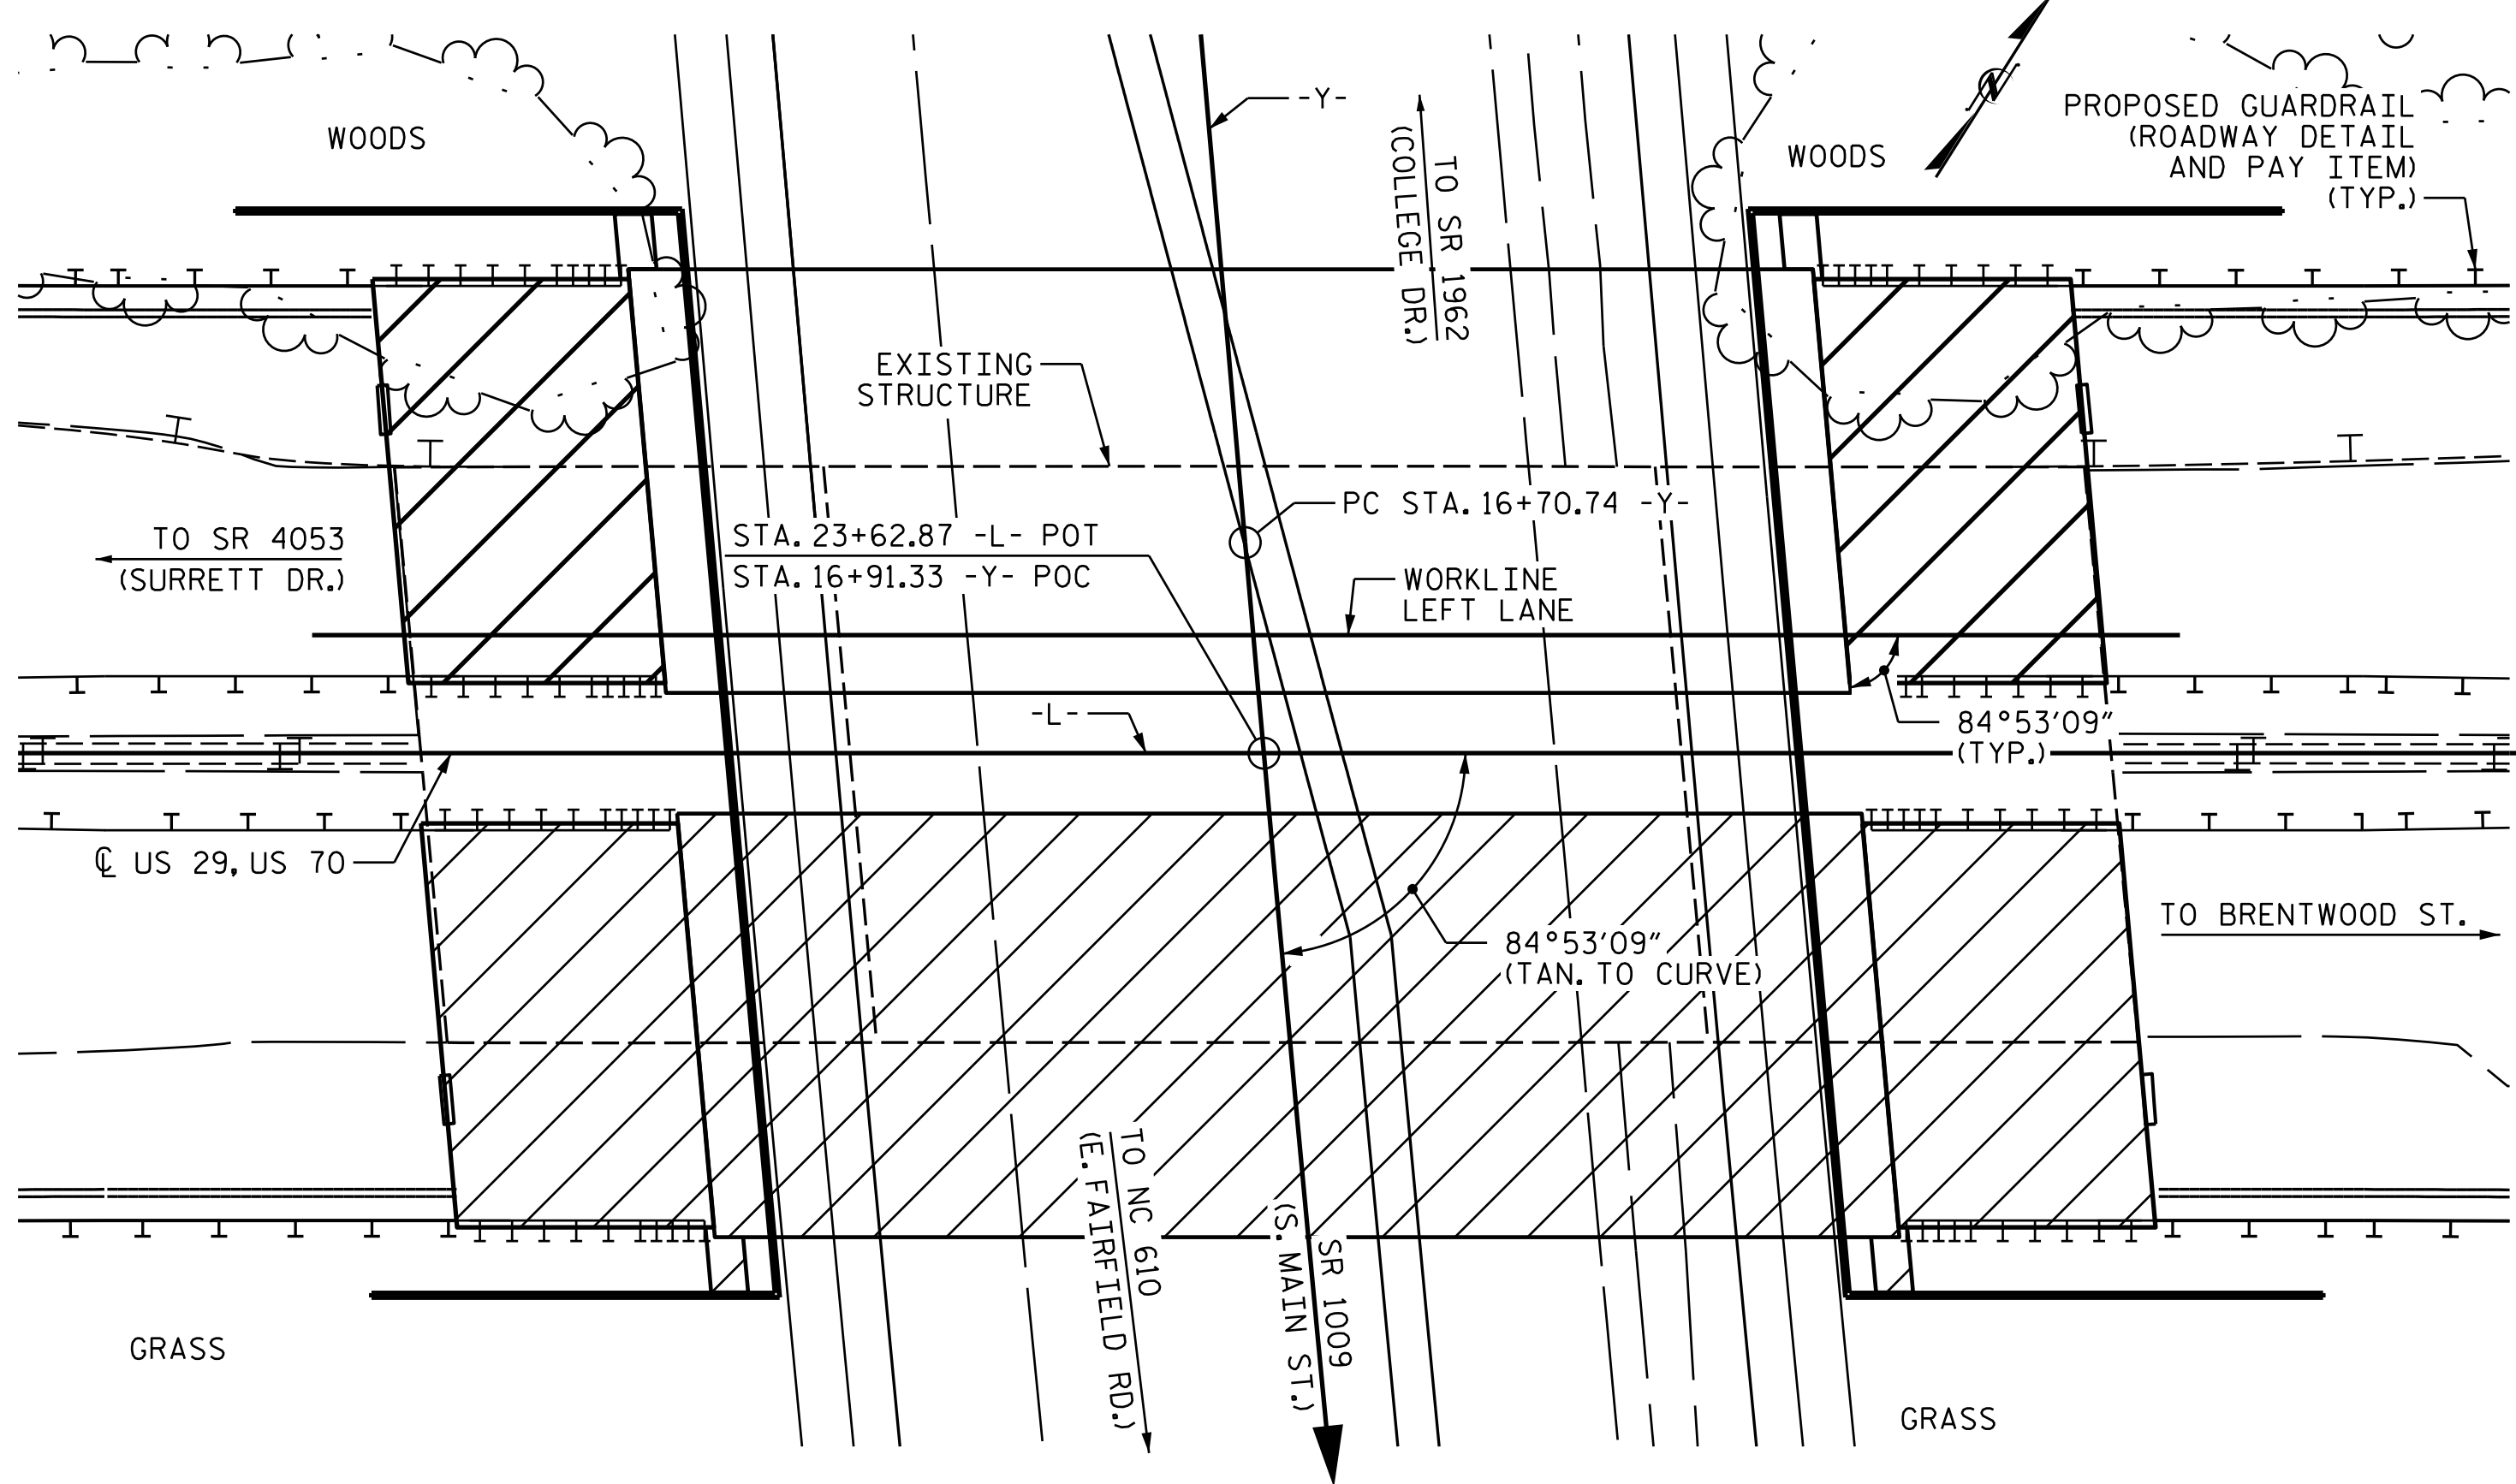 -Y-
N
PROPOSED GUARDRAIL
(ROADWAY DETAIL
AND PAY ITEM)
(TYP.)
WOODS
WOODS
TO SR 1962
(COLLEGE DR.)
EXISTING
STRUCTURE
PC STA. 16+70.74 -Y-
TO SR 4053
(SURRETT DR.)
STA. 23+62.87 -L- POT
STA. 16+91.33 -Y- POC
WORKLINE
LEFT LANE
-L-
84°53'09"
(TYP.)
℄ US 29, US 70
TO BRENTWOOD ST.
84°53'09"
(TAN. TO CURVE)
TO NC 610
(E. FAIRFIELD RD.)
SR 1009
(S. MAIN ST.)
GRASS
GRASS